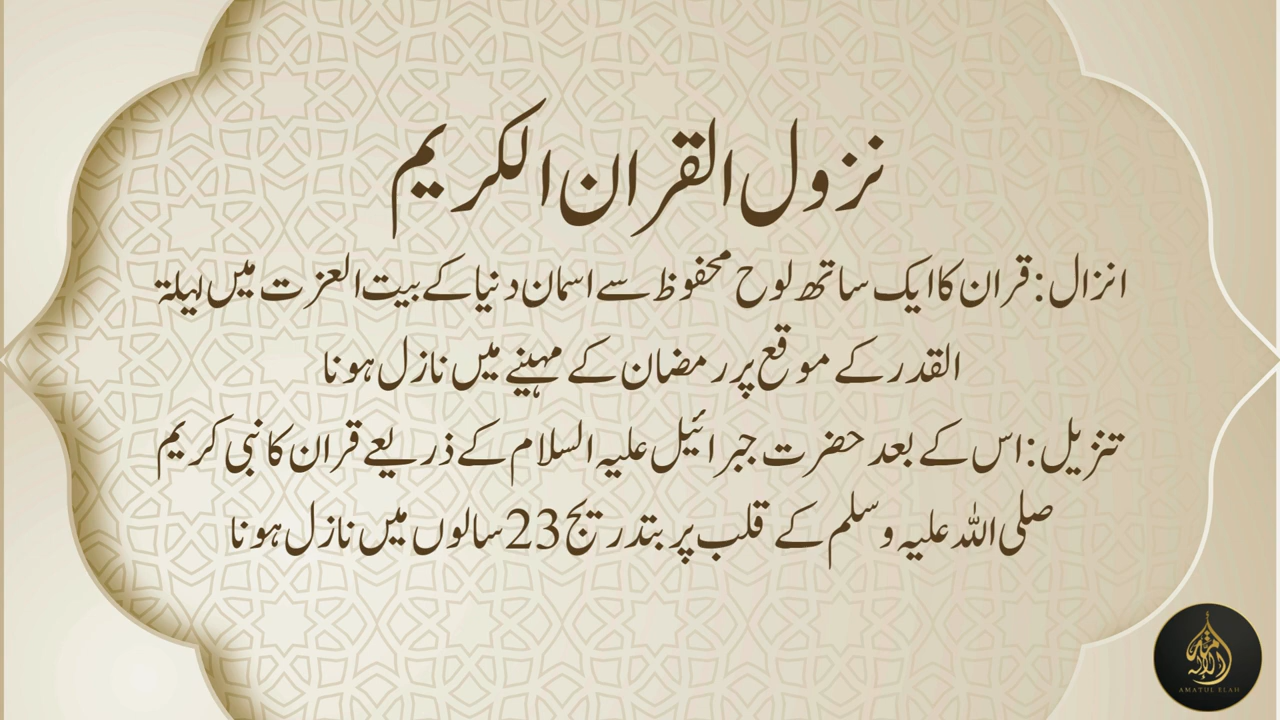 نزول القران الکریم
انزال: قران کا ایک ساتھ لوح محفوظ سے اسمان دنیا کے بیت العزت میں لیلۃ
القدر کے موقع پر رمضان کے مہینے میں نازل ہونا
تنزیل: اس کے بعد حضرت جبرائیل علیہ السلام کے ذریعے قران کا نبی کریم
صلی اللہ علیہ وسلم کے قلب پر بتدریج 23 سالوں میں نازل ہونا
امۃ الالہ
AMATUL ELAH